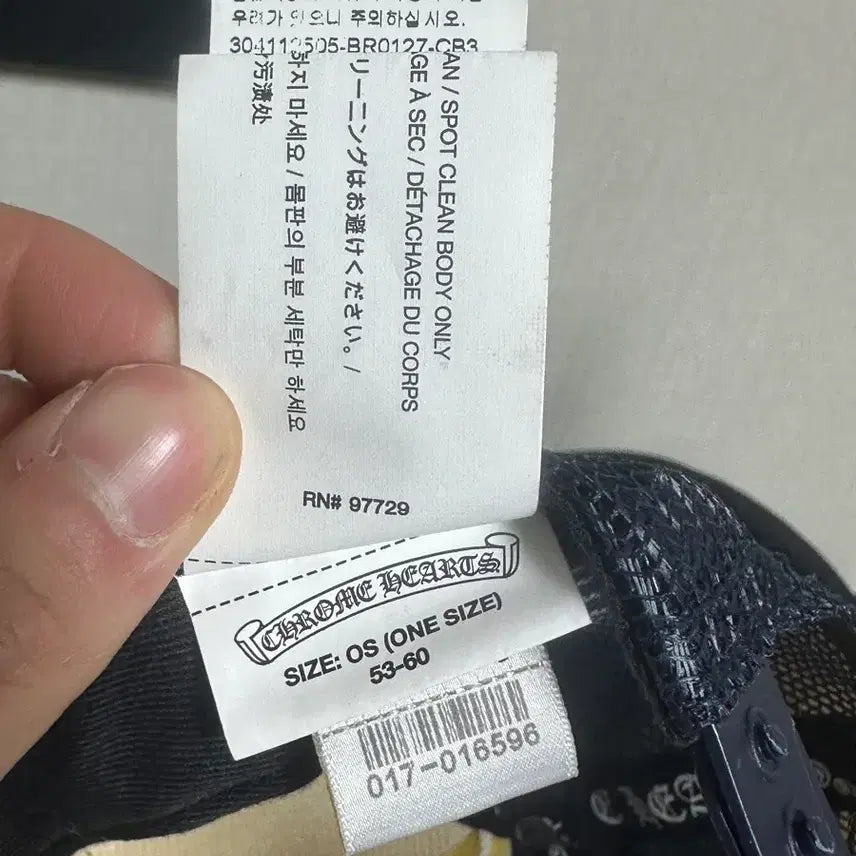 우려가 있으니 주의하십시오.
304112505-BR0127-CB3
AN / SPOT CLEAN BODY ONLY
GE À SEC / DÉTACHAGE DU CORPS
リーニングはお避けください。 /
하지 마세요 / 몸판의 부분 세탁만 하세요
污渍处
RN# 97729
CHROME HEARTS
SIZE: OS (ONE SIZE)
53-60
017-016596